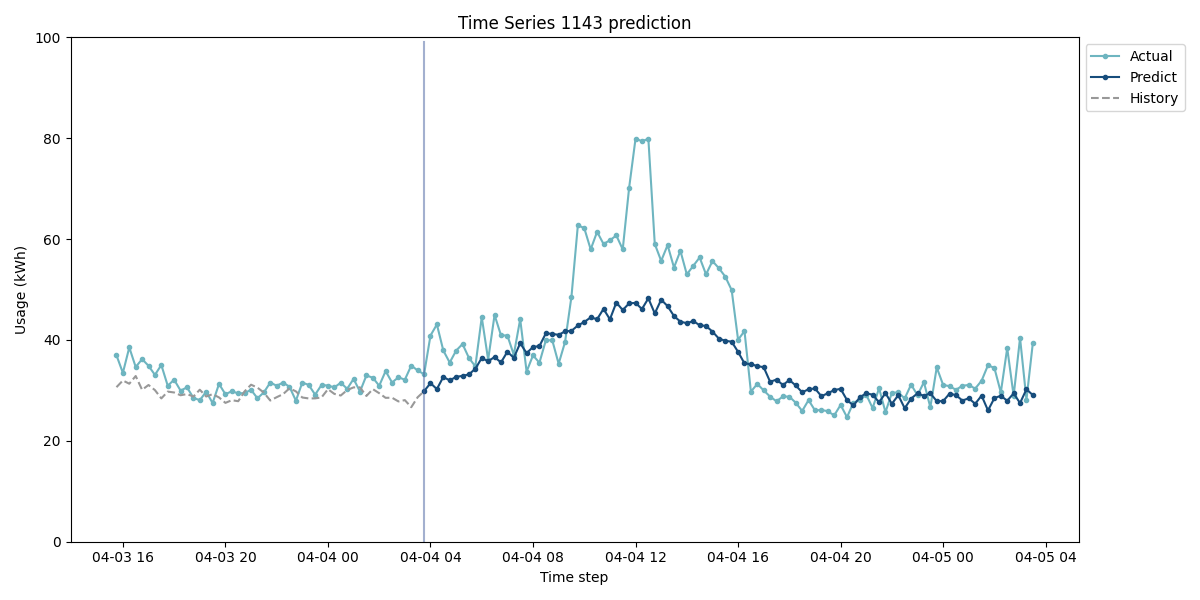 Time Series 1143 prediction
100
80
60
40
20
0
Usage (kWh)
04-03 16
04-03 20
04-04 00
04-04 04
04-04 08
04-04 12
04-04 16
04-04 20
04-05 00
04-05 04
Time step
Actual
Predict
History